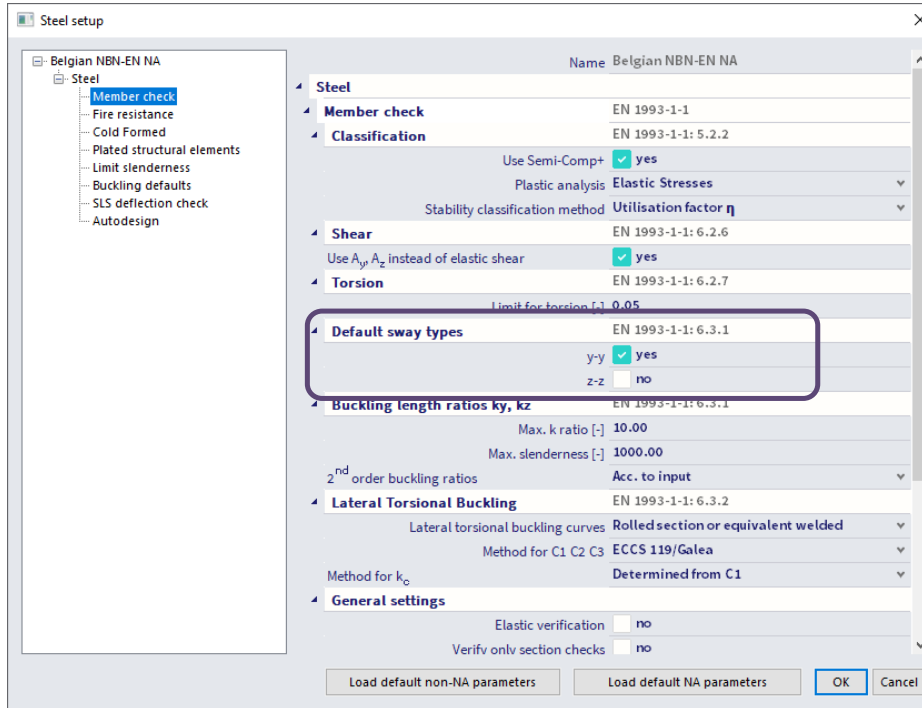 Steel setup
Belgian NBN-EN NA
Steel
Member check
Fire resistance
Cold Formed
Plated structural elements
Limit slenderness
Buckling defaults
SLS deflection check
Autodesign
Name Belgian NBN-EN NA
Steel
Member check EN 1993-1-1
Classification EN 1993-1-1: 5.2.2
Use Semi-Comp+ yes
Plastic analysis Elastic Stresses
Stability classification method Utilisation factor η
Shear EN 1993-1-1: 6.2.6
Use Ay, Az instead of elastic shear yes
Torsion EN 1993-1-1: 6.2.7
Limit for torsion [-] 0.05
Default sway types EN 1993-1-1: 6.3.1
y-y yes
z-z no
Buckling length ratios ky, kz EN 1993-1-1: 6.3.1
Max. k ratio [-] 10.00
Max. slenderness [-] 1000.00
2nd order buckling ratios Acc. to input
Lateral Torsional Buckling EN 1993-1-1: 6.3.2
Lateral torsional buckling curves Rolled section or equivalent welded
Method for C1 C2 C3 ECCS 119/Galea
Method for kc Determined from C1
General settings
Elastic verification no
Verify only section checks no
Load default non-NA parameters Load default NA parameters OK Cancel